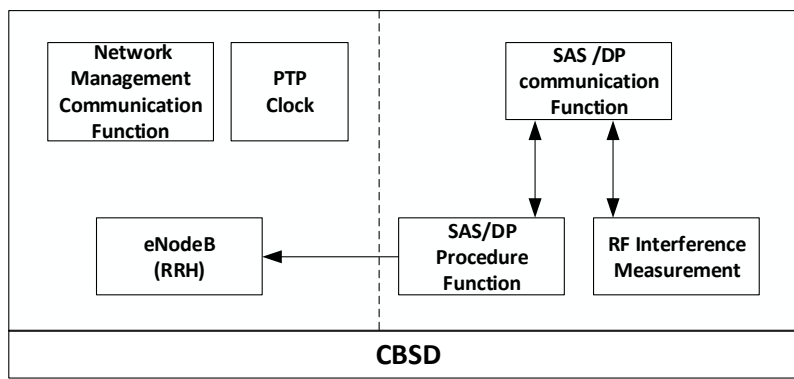 Network
Management
Communication
Function
PTP
Clock
SAS /DP
communication
Function
eNodeB
(RRH)
SAS/DP
Procedure
Function
RF Interference
Measurement
CBSD